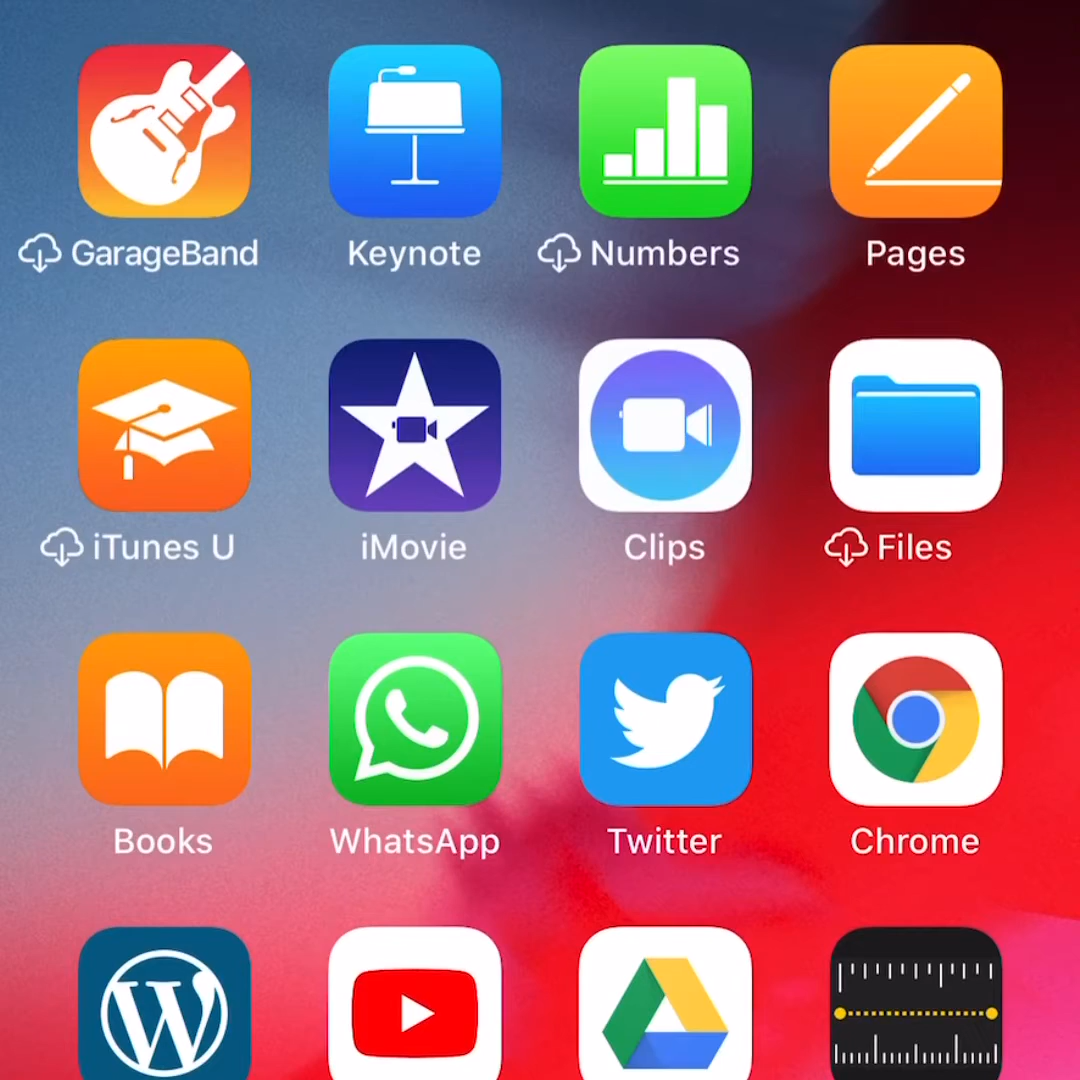 GarageBand
Keynote
Numbers
Pages
iTunes U
iMovie
Clips
Files
Books
WhatsApp
Twitter
Chrome
W